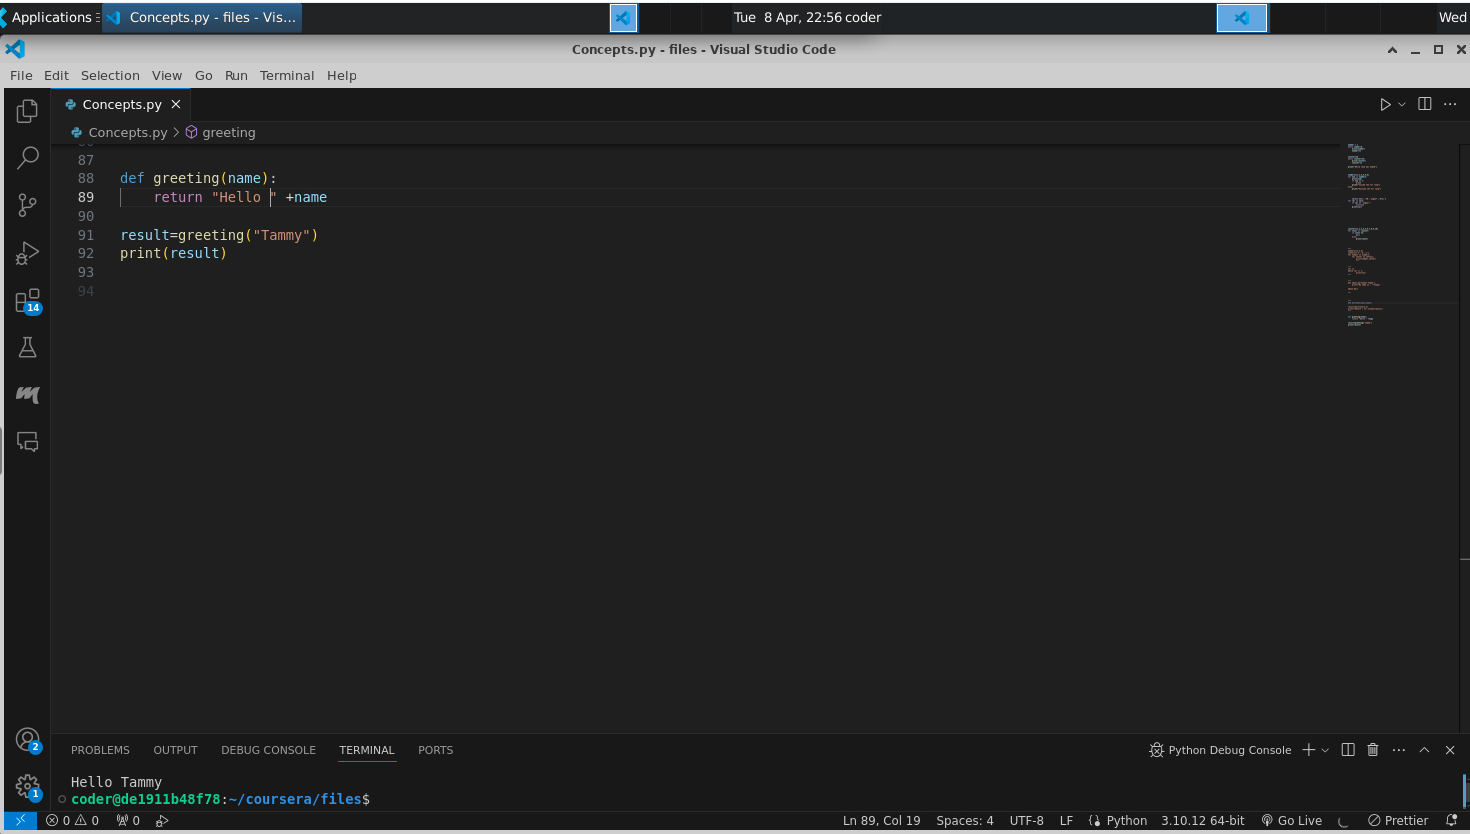 Applications
Concepts.py - files - Vis...
Tue 8 Apr, 22:56 coder
Wed
Concepts.py - files - Visual Studio Code
File Edit Selection View Go Run Terminal Help
Concepts.py
Concepts.py > greeting
87
88 def greeting(name):
89     return "Hello " +name
90
91 result=greeting("Tammy")
92 print(result)
93
94
14
2
1
PROBLEMS OUTPUT DEBUG CONSOLE TERMINAL PORTS
Python Debug Console
Hello Tammy
coder@de1911b48f78:~/coursera/files$
0 0 0
Ln 89, Col 19 Spaces: 4 UTF-8 LF Python 3.10.12 64-bit Go Live Prettier